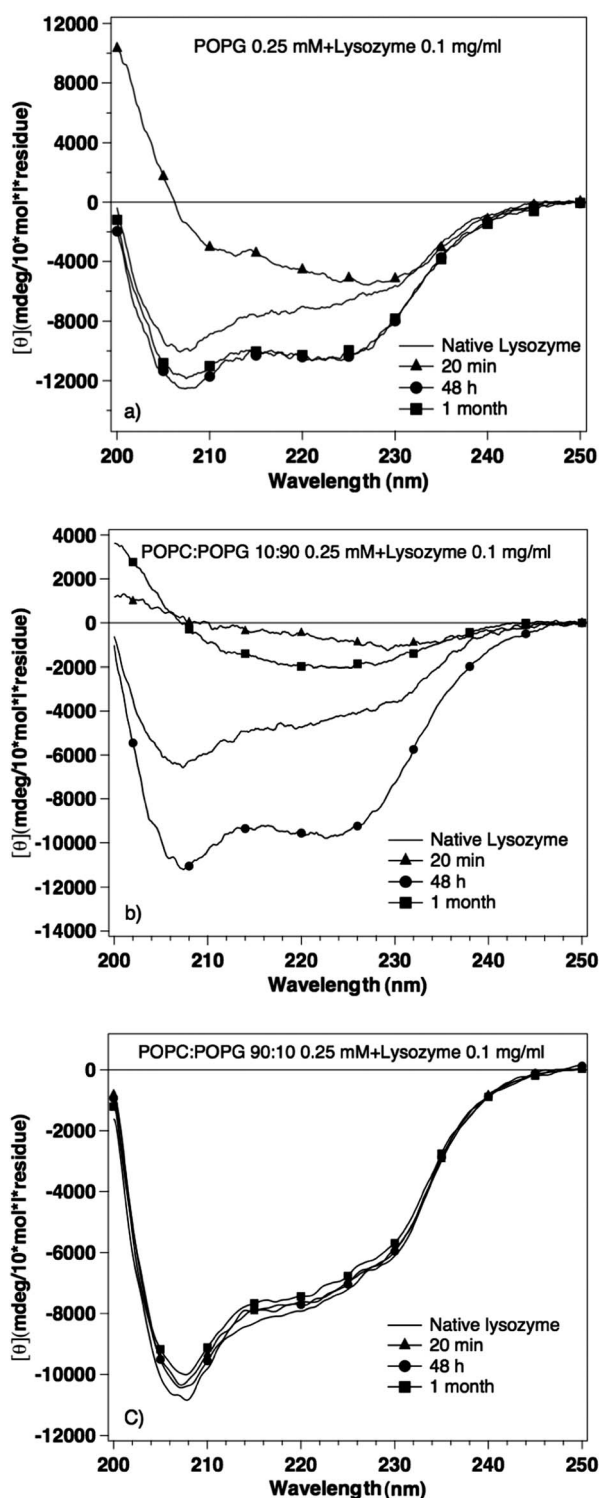 POPG 0.25 mM+Lysozyme 0.1 mg/ml
12000
8000
4000
0
-4000
-8000
-12000
[θ](mdeg/10*mol*l*residue)
Native Lysozyme
20 min
48 h
1 month
a)
200 210 220 230 240 250
Wavelength (nm)
POPC:POPG 10:90 0.25 mM+Lysozyme 0.1 mg/ml
4000
2000
0
-2000
-4000
-6000
-8000
-10000
-12000
-14000
[θ](mdeg/10*mol*l*residue)
Native Lysozyme
20 min
48 h
1 month
b)
200 210 220 230 240 250
Wavelength (nm)
POPC:POPG 90:10 0.25 mM+Lysozyme 0.1 mg/ml
0
-2000
-4000
-6000
-8000
-10000
-12000
[θ](mdeg/10*mol*l*residue)
Native lysozyme
20 min
48 h
1 month
C)
200 210 220 230 240 250
Wavelength (nm)